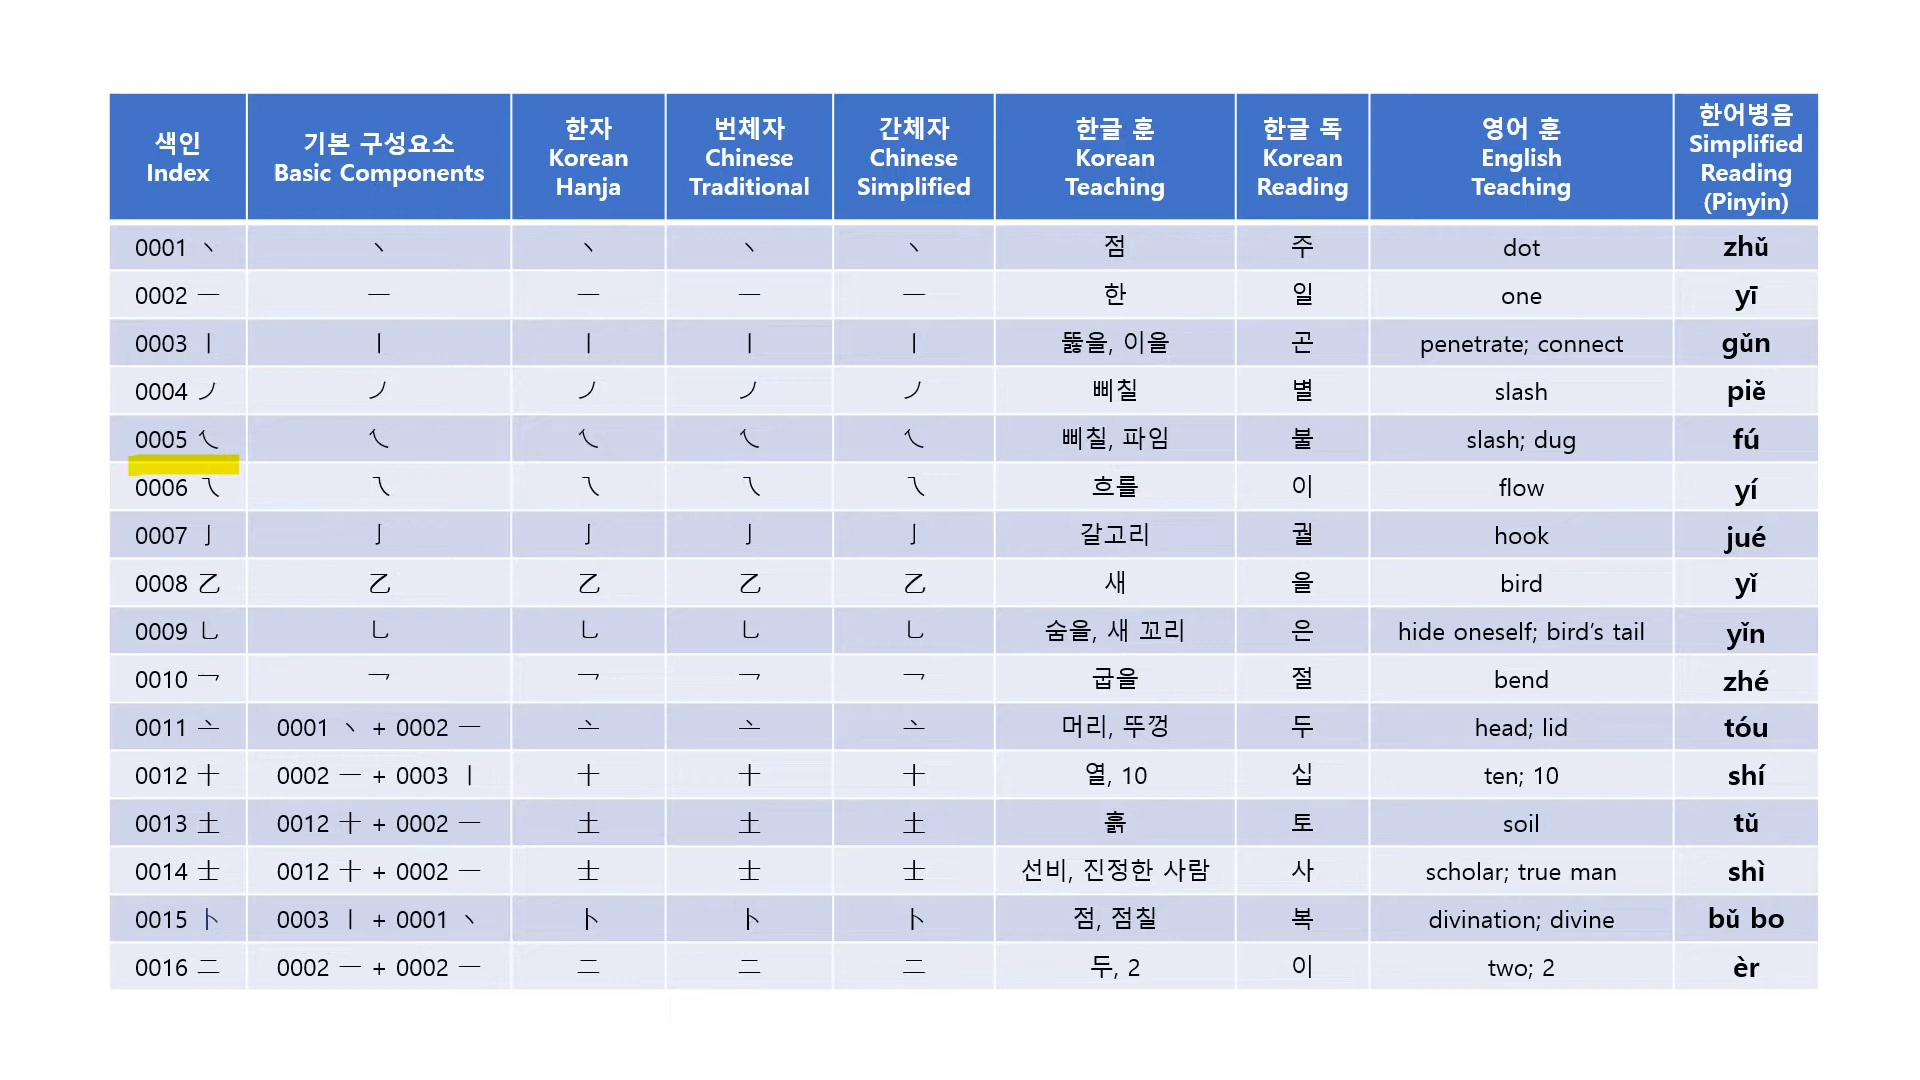 색인 Index 기본 구성요소 Basic Components 한자 Korean Hanja 번체자 Chinese Traditional 간체자 Chinese Simplified 한글 훈 Korean Teaching 한글 독 Korean Reading 영어 훈 English Teaching 한어병음 Simplified Reading (Pinyin)
0001 丶 丶 丶 丶 丶 점 주 dot zhǔ
0002 一 一 一 一 一 한 일 one yī
0003 丨 丨 丨 丨 丨 뚫을, 이을 곤 penetrate; connect gǔn
0004 丿 丿 丿 丿 丿 삐칠 별 slash piě
0005 乀 乀 乀 乀 乀 삐칠, 파임 불 slash; dug fú
0006 乁 乁 乁 乁 乁 흐를 이 flow yí
0007 亅 亅 亅 亅 亅 갈고리 궐 hook jué
0008 乙 乙 乙 乙 乙 새 을 bird yǐ
0009 乚 乚 乚 乚 乚 숨을, 새 꼬리 은 hide oneself; bird’s tail yǐn
0010 乛 乛 乛 乛 乛 굽을 절 bend zhé
0011 亠 0001 丶 + 0002 一 亠 亠 亠 머리, 뚜껑 두 head; lid tóu
0012 十 0002 一 + 0003 丨 十 十 十 열, 10 십 ten; 10 shí
0013 土 0012 十 + 0002 一 土 土 土 흙 토 soil tǔ
0014 士 0012 十 + 0002 一 士 士 士 선비, 진정한 사람 사 scholar; true man shì
0015 卜 0003 丨 + 0001 丶 卜 卜 卜 점, 점칠 복 divination; divine bǔ bo
0016 二 0002 一 + 0002 一 二 二 二 두, 2 이 two; 2 èr